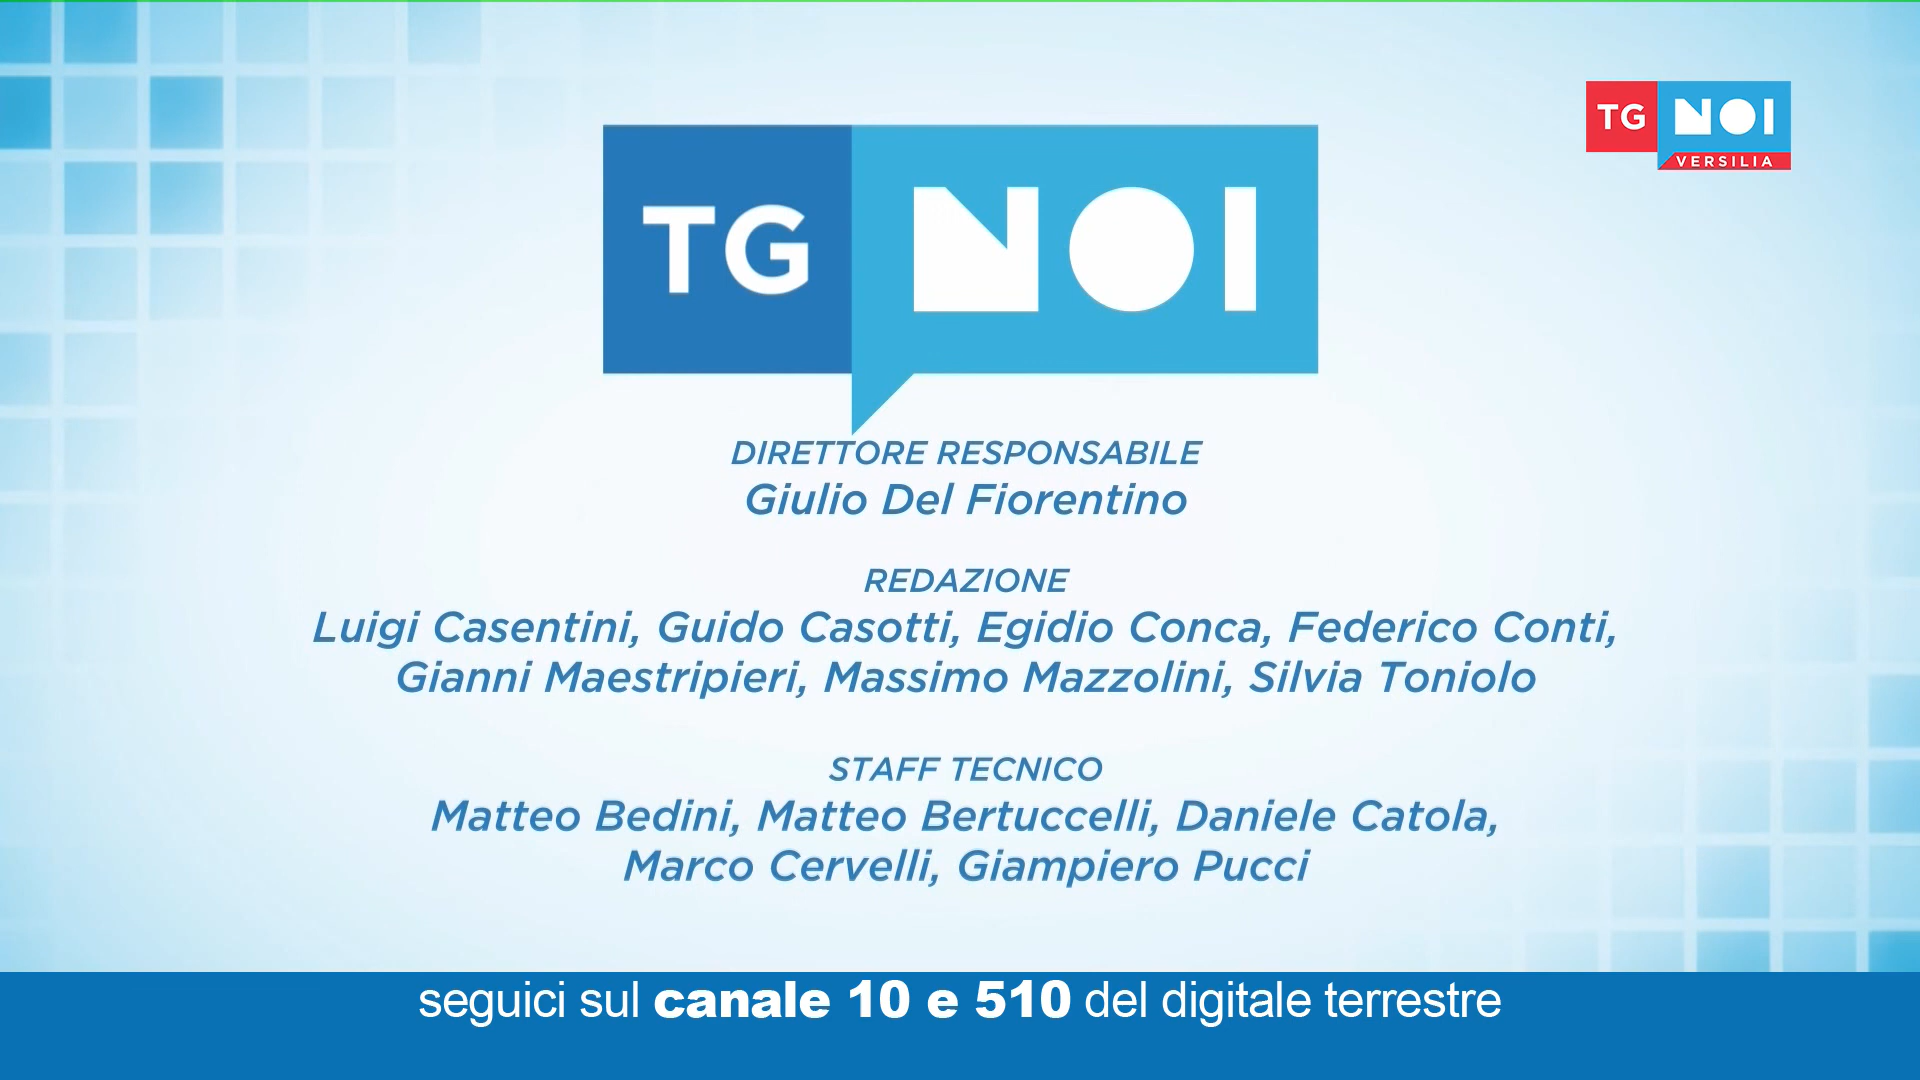 TG NOI
VERSILIA
TG NOI
DIRETTORE RESPONSABILE
Giulio Del Fiorentino
REDAZIONE
Luigi Casentini, Guido Casotti, Egidio Conca, Federico Conti,
Gianni Maestripieri, Massimo Mazzolini, Silvia Toniolo
STAFF TECNICO
Matteo Bedini, Matteo Bertuccelli, Daniele Catola,
Marco Cervelli, Giampiero Pucci
seguici sul canale 10 e 510 del digitale terrestre